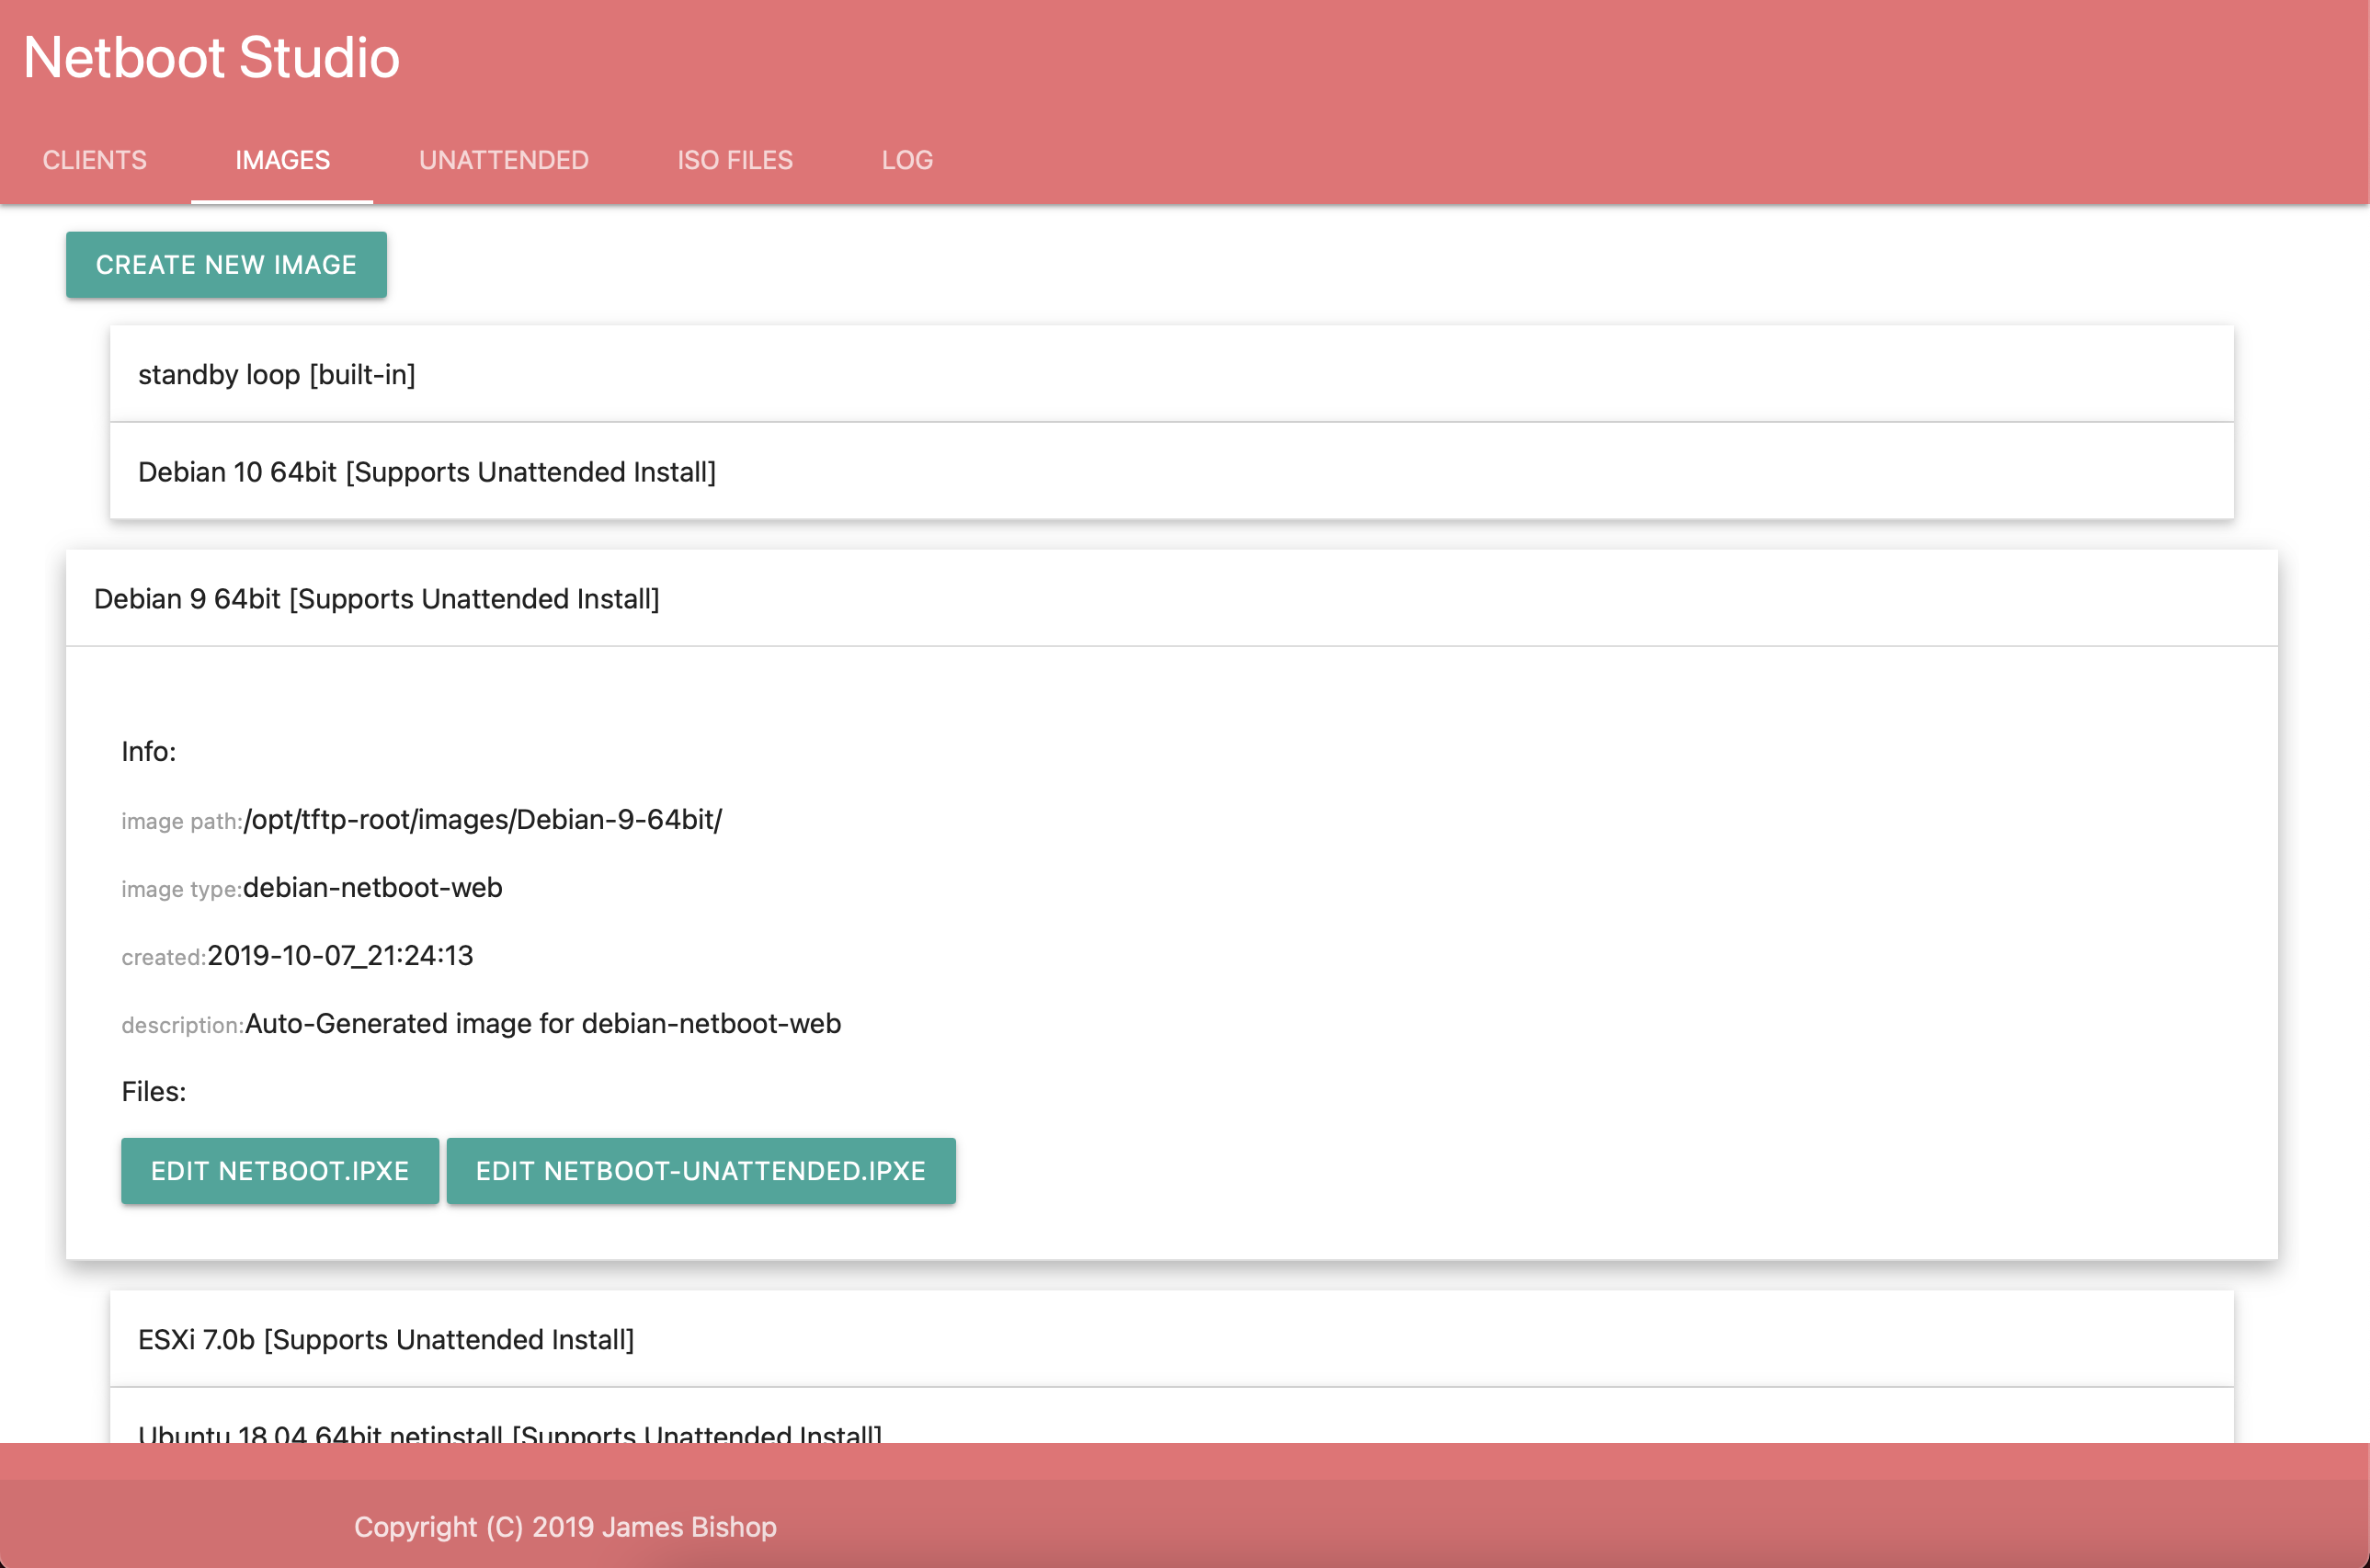 Netboot Studio
CLIENTS IMAGES UNATTENDED ISO FILES LOG
CREATE NEW IMAGE
standby loop [built-in]
Debian 10 64bit [Supports Unattended Install]
Debian 9 64bit [Supports Unattended Install]
Info:
image path:/opt/tftp-root/images/Debian-9-64bit/
image type:debian-netboot-web
created:2019-10-07_21:24:13
description:Auto-Generated image for debian-netboot-web
Files:
EDIT NETBOOT.IPXE EDIT NETBOOT-UNATTENDED.IPXE
ESXi 7.0b [Supports Unattended Install]
Ubuntu 18.04 64bit netinstall [Supports Unattended Install]
Copyright (C) 2019 James Bishop